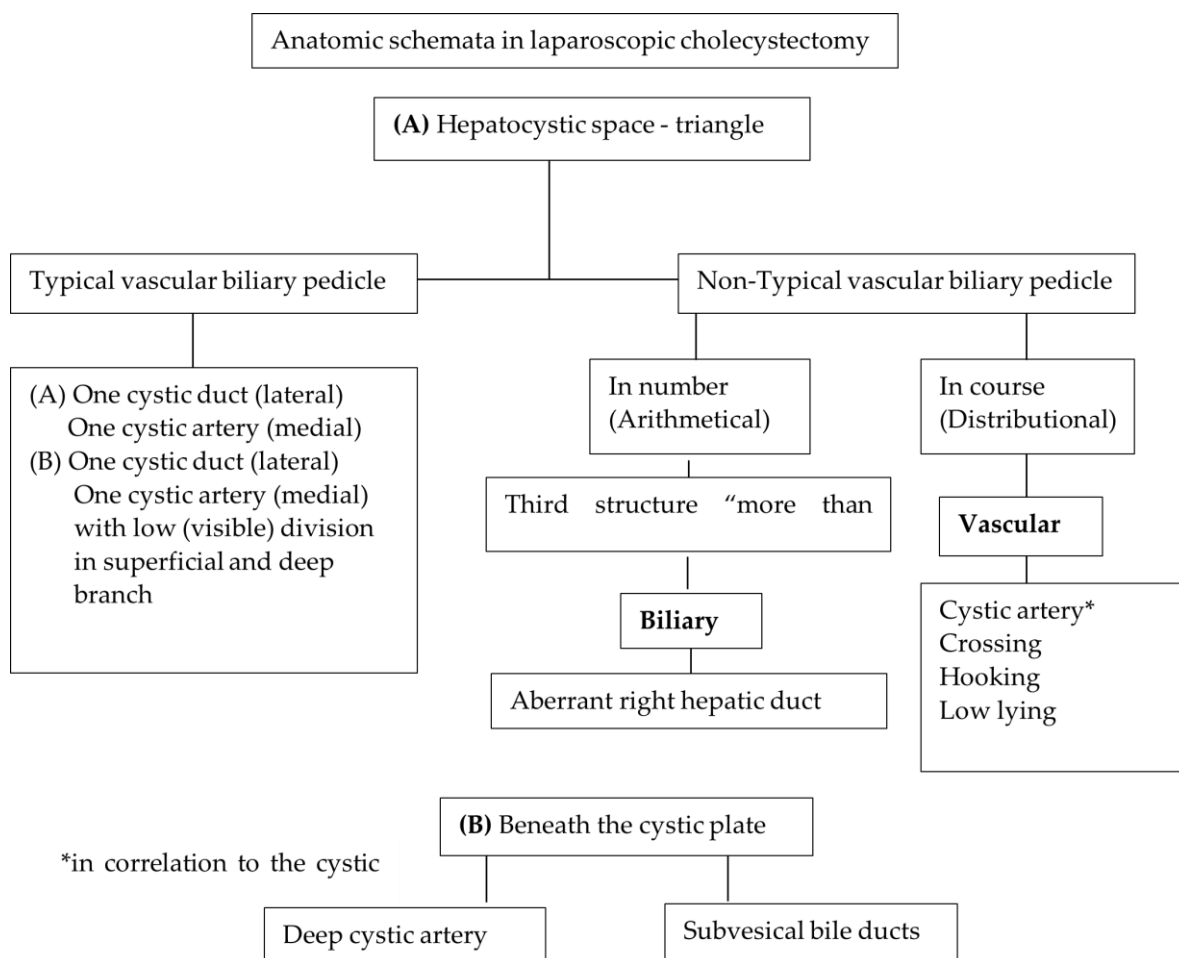 Anatomic schemata in laparoscopic cholecystectomy
(A) Hepatocystic space - triangle
Typical vascular biliary pedicle
Non-Typical vascular biliary pedicle
(A) One cystic duct (lateral)
One cystic artery (medial)
(B) One cystic duct (lateral)
One cystic artery (medial)
with low (visible) division
in superficial and deep
branch
In number
(Arithmetical)
In course
(Distributional)
Third structure “more than
Vascular
Biliary
Cystic artery*
Crossing
Hooking
Low lying
Aberrant right hepatic duct
(B) Beneath the cystic plate
*in correlation to the cystic
Deep cystic artery
Subvesical bile ducts